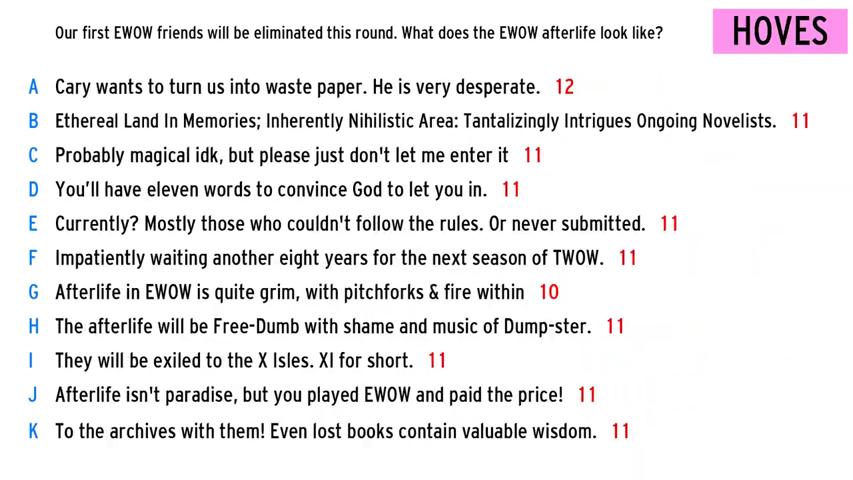 Our first EWOW friends will be eliminated this round. What does the EWOW afterlife look like?
HOVES
A Cary wants to turn us into waste paper. He is very desperate. 12
B Ethereal Land In Memories; Inherently Nihilistic Area: Tantalizingly Intrigues Ongoing Novelists. 11
C Probably magical idk, but please just don't let me enter it 11
D You’ll have eleven words to convince God to let you in. 11
E Currently? Mostly those who couldn't follow the rules. Or never submitted. 11
F Impatiently waiting another eight years for the next season of TWOW. 11
G Afterlife in EWOW is quite grim, with pitchforks & fire within 10
H The afterlife will be Free-Dumb with shame and music of Dump-ster. 11
I They will be exiled to the X Isles. XI for short. 11
J Afterlife isn't paradise, but you played EWOW and paid the price! 11
K To the archives with them! Even lost books contain valuable wisdom. 11